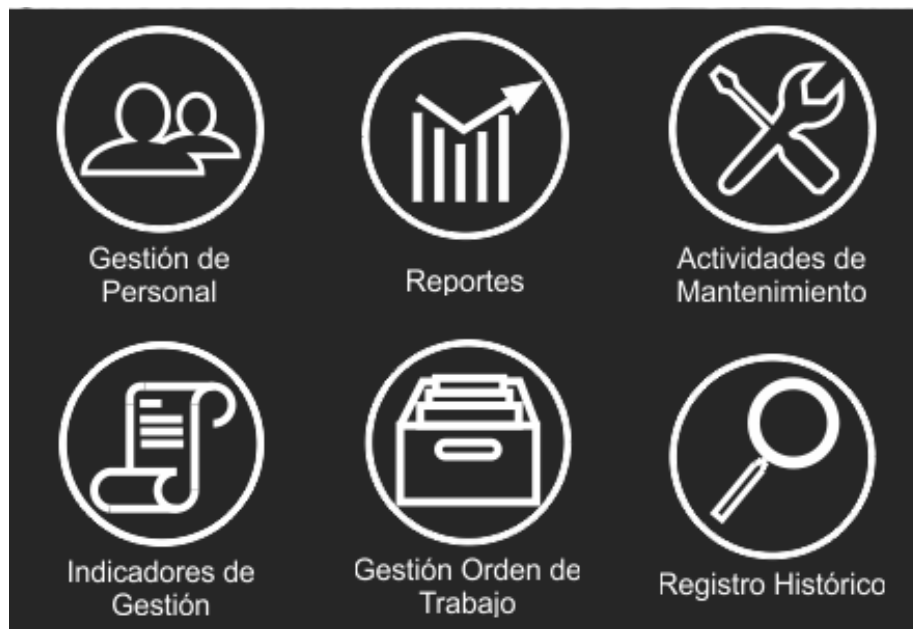 Gestión de
Personal
Reportes
Actividades de
Mantenimiento
Indicadores de
Gestión
Gestión Orden de
Trabajo
Registro Histórico